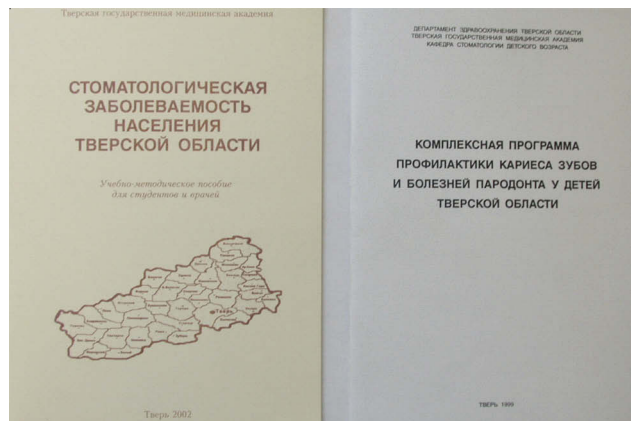 Тверская государственная медицинская академия
СТОМАТОЛОГИЧЕСКАЯ
ЗАБОЛЕВАЕМОСТЬ
НАСЕЛЕНИЯ
ТВЕРСКОЙ ОБЛАСТИ
Учебно-методическое пособие
для студентов и врачей
Тверь
Тверь 2002
ДЕПАРТАМЕНТ ЗДРАВООХРАНЕНИЯ ТВЕРСКОЙ ОБЛАСТИ
ТВЕРСКАЯ ГОСУДАРСТВЕННАЯ МЕДИЦИНСКАЯ АКАДЕМИЯ
КАФЕДРА СТОМАТОЛОГИИ ДЕТСКОГО ВОЗРАСТА
КОМПЛЕКСНАЯ ПРОГРАММА
ПРОФИЛАКТИКИ КАРИЕСА ЗУБОВ
И БОЛЕЗНЕЙ ПАРОДОНТА У ДЕТЕЙ
ТВЕРСКОЙ ОБЛАСТИ
ТВЕРЬ 1999